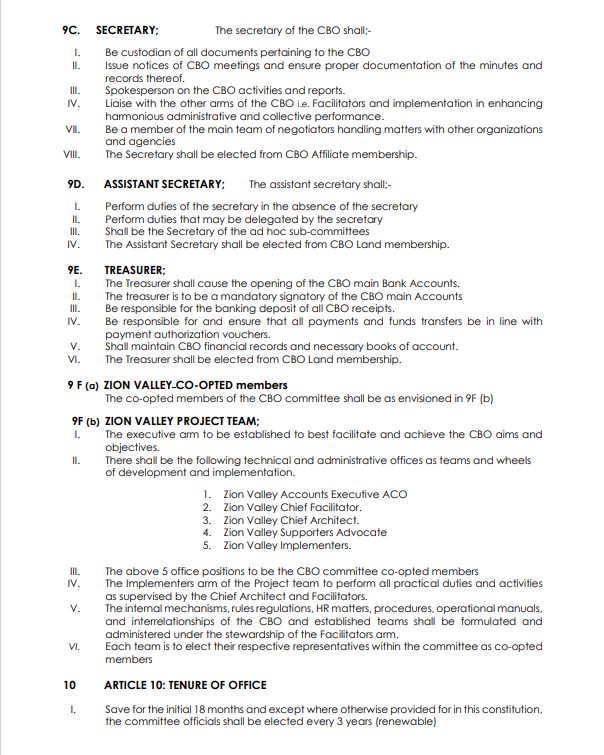 9C. SECRETARY; The secretary of the CBO shall;-
I. Be custodian of all documents pertaining to the CBO
II. Issue notices of CBO meetings and ensure proper documentation of the minutes and
records thereof.
III. Spokesperson on the CBO activities and reports.
IV. Liaise with the other arms of the CBO i.e. Facilitators and implementation in enhancing
harmonious administrative and collective performance.
VII. Be a member of the main team of negotiators handling matters with other organizations
and agencies
VIII. The Secretary shall be elected from CBO Affiliate membership.
9D. ASSISTANT SECRETARY; The assistant secretary shall;-
I. Perform duties of the secretary in the absence of the secretary
II. Perform duties that may be delegated by the secretary
III. Shall be the Secretary of the ad hoc sub-committees
IV. The Assistant Secretary shall be elected from CBO Land membership.
9E. TREASURER;
I. The Treasurer shall cause the opening of the CBO main Bank Accounts.
II. The treasurer is to be a mandatory signatory of the CBO main Accounts
III. Be responsible for the banking deposit of all CBO receipts.
IV. Be responsible for and ensure that all payments and funds transfers be in line with
payment authorization vouchers.
V. Shall maintain CBO financial records and necessary books of account.
VI. The Treasurer shall be elected from CBO Land membership.
9 F (a) ZION VALLEY-CO-OPTED members
The co-opted members of the CBO committee shall be as envisioned in 9F (b)
9F (b) ZION VALLEY PROJECT TEAM;
I. The executive arm to be established to best facilitate and achieve the CBO aims and
objectives.
II. There shall be the following technical and administrative offices as teams and wheels
of development and implementation.
1. Zion Valley Accounts Executive ACO
2. Zion Valley Chief Facilitator.
3. Zion Valley Chief Architect.
4. Zion Valley Supporters Advocate
5. Zion Valley Implementers.
III. The above 5 office positions to be the CBO committee co-opted members
IV. The Implementers arm of the Project team to perform all practical duties and activities
as supervised by the Chief Architect and Facilitators.
V. The internal mechanisms, rules regulations, HR matters, procedures, operational manuals,
and interrelationships of the CBO and established teams shall be formulated and
administered under the stewardship of the Facilitators arm.
VI. Each team is to elect their respective representatives within the committee as co-opted
members
10 ARTICLE 10: TENURE OF OFFICE
I. Save for the initial 18 months and except where otherwise provided for in this constitution,
the committee officials shall be elected every 3 years (renewable)